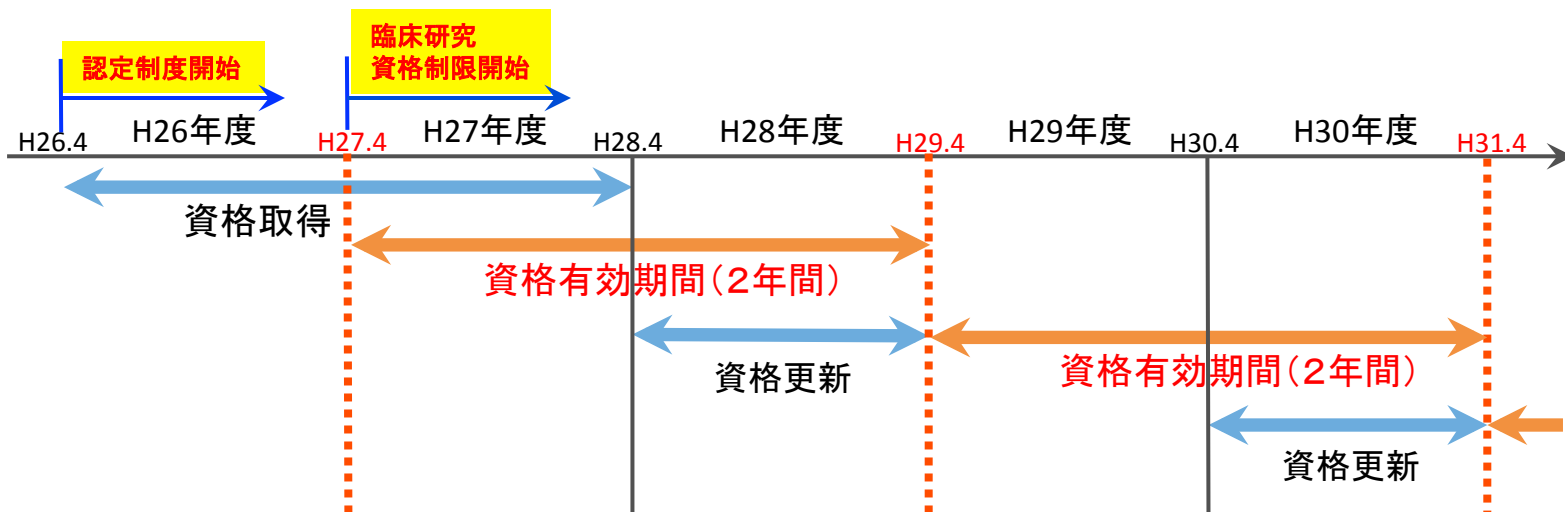 認定制度開始
臨床研究
資格制限開始
H26.4 H26年度 H27.4 H27年度 H28.4 H28年度 H29.4 H29年度 H30.4 H30年度 H31.4
資格取得
資格有効期間(2年間)
資格更新
資格有効期間(2年間)
資格更新